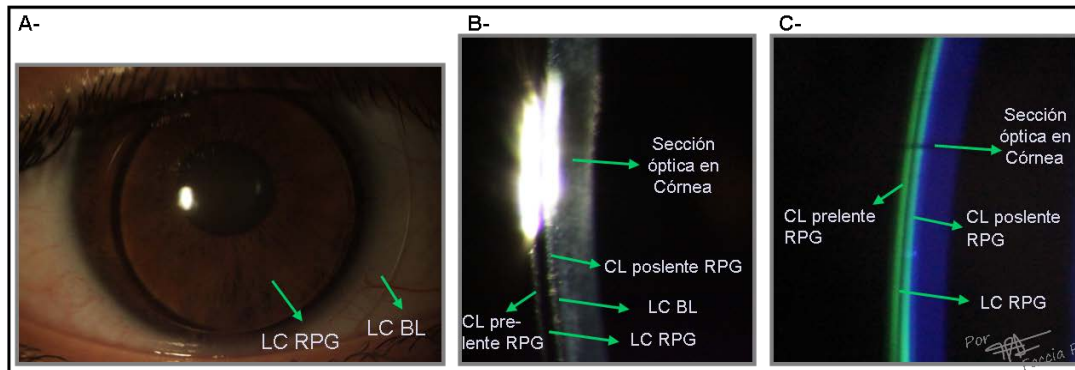 A-
LC RPG
LC BL
B-
Sección
óptica en
Córnea
CL poslente RPG
LC BL
CL pre-
lente RPG
LC RPG
C-
Sección
óptica en
Córnea
CL prelente
RPG
CL poslente
RPG
LC RPG
Por
Foccia P